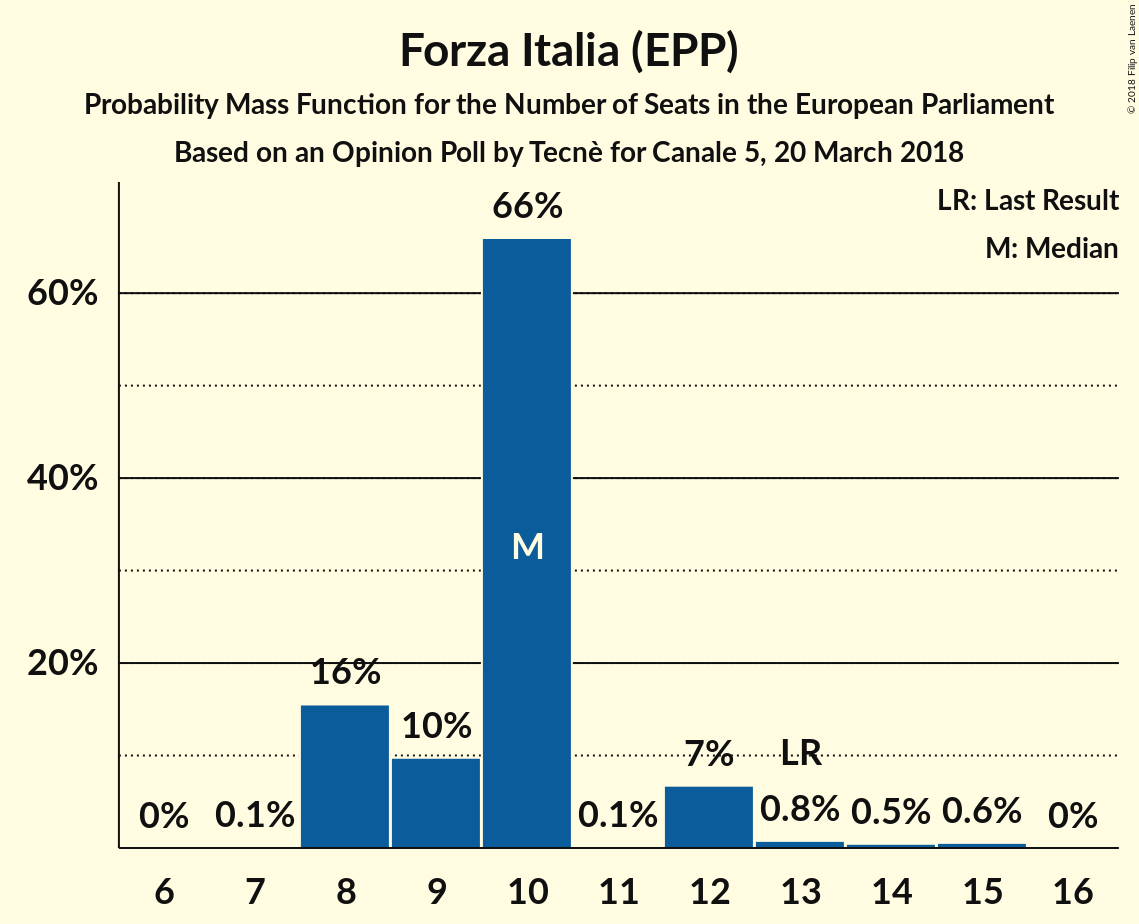 Forza Italia (EPP)
Probability Mass Function for the Number of Seats in the European Parliament
Based on an Opinion Poll by Tecnè for Canale 5, 20 March 2018
© 2018 Filip van Laenen
LR: Last Result
M: Median
66%
60%
40%
M
20%
16%
10%
7%
LR
0%
0.1%
0.1%
0.8%
0.5%
0.6%
0%
6 7 8 9 10 11 12 13 14 15 16